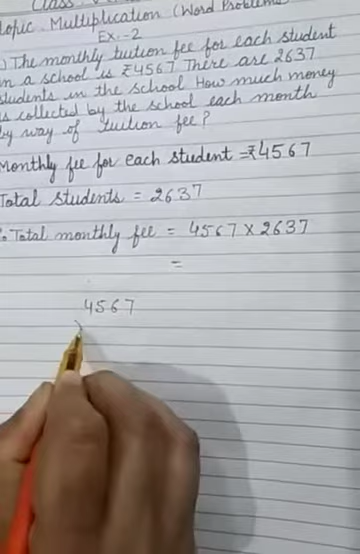 Class
Topic. Multiplication (Word Problems
Ex.-2
The monthly tuition fee for each student
in a school is ₹4567. There are 2637
students in the school. How much money
is collected by the school each month
by way of tuition fee?
Monthly fee for each student = ₹4567
Total students = 2637
∴ Total monthly fee = 4567 × 2637
=
4567